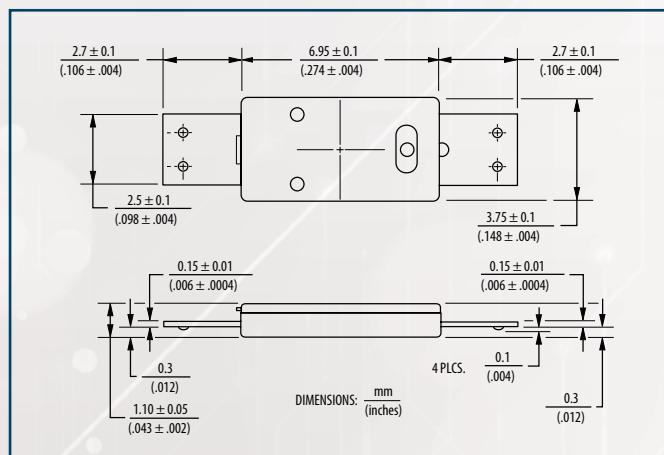 2.7 ± 0.1
(.106 ± .004)
6.95 ± 0.1
(.274 ± .004)
2.7 ± 0.1
(.106 ± .004)
2.5 ± 0.1
(.098 ± .004)
3.75 ± 0.1
(.148 ± .004)
0.15 ± 0.01
(.006 ± .0004)
0.15 ± 0.01
(.006 ± .0004)
0.3
(.012)
1.10 ± 0.05
(.043 ± .002)
DIMENSIONS: mm
(inches)
4 PLCS. 0.1
(.004)
0.3
(.012)